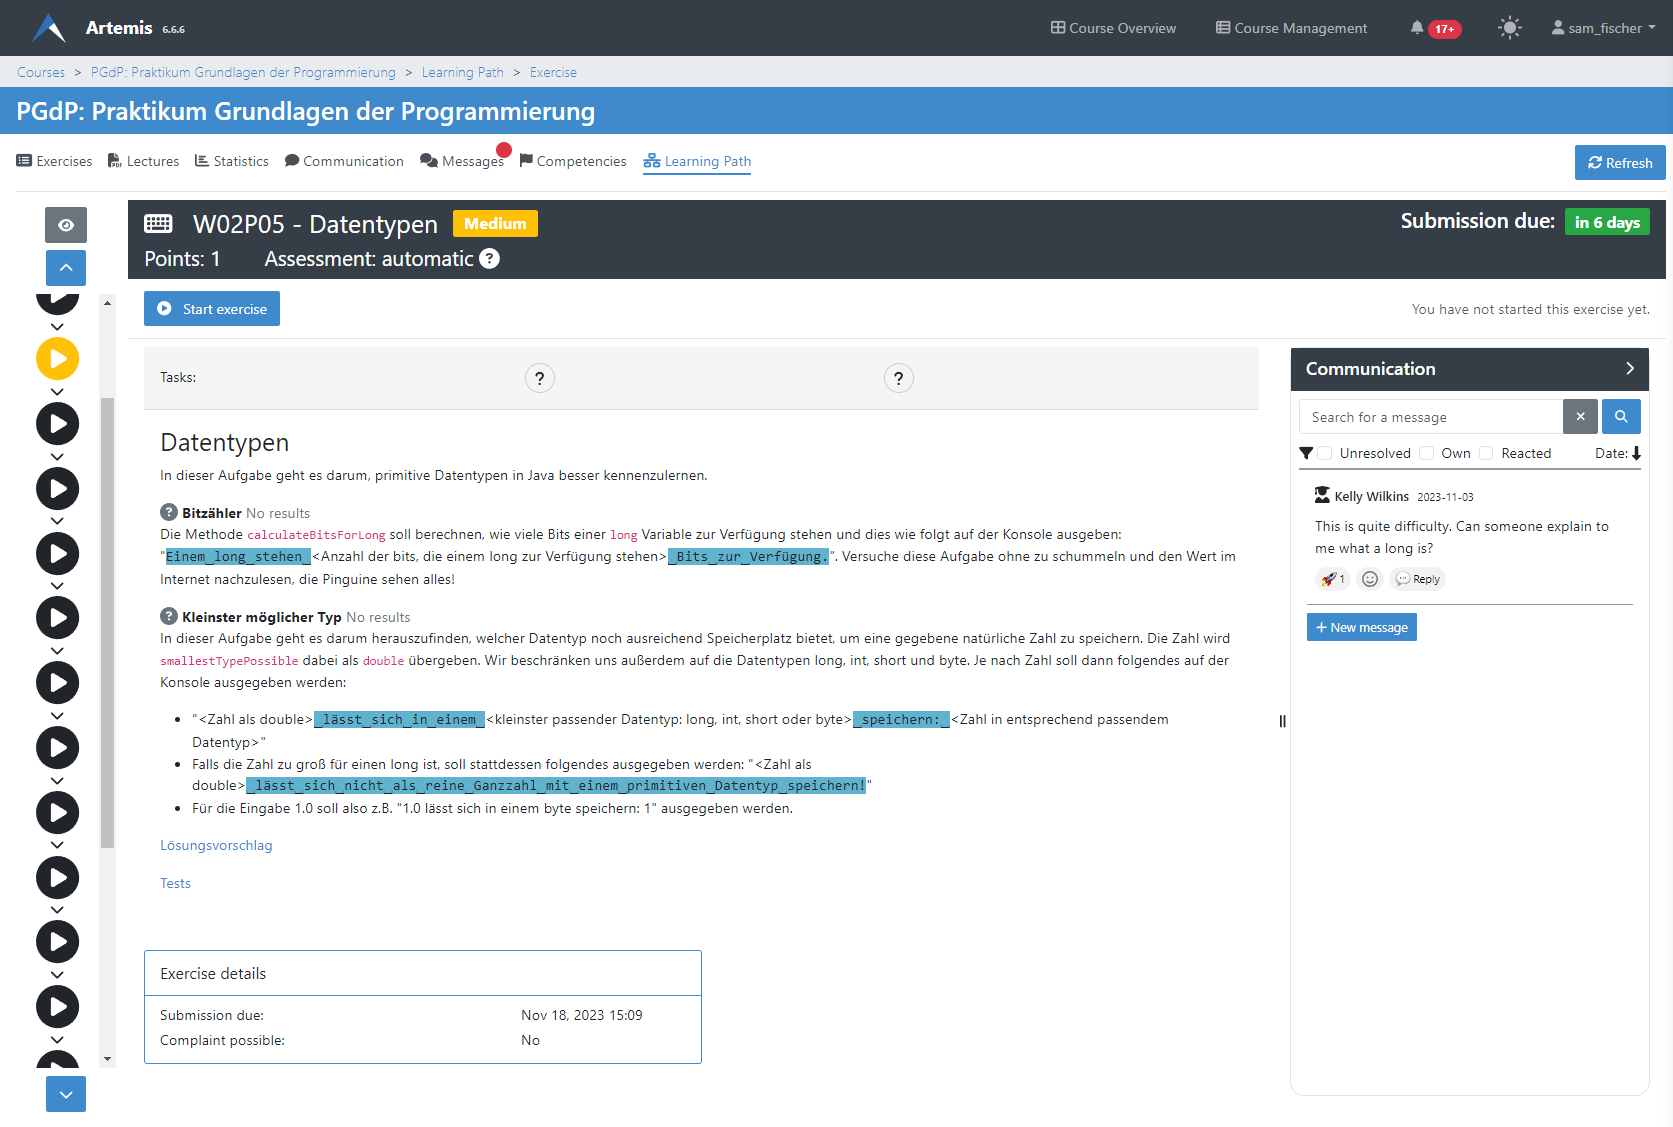 Artemis 6.6.6
Course Overview
Course Management
17+
sam_fischer
Courses > PGdP: Praktikum Grundlagen der Programmierung > Learning Path > Exercise
PGdP: Praktikum Grundlagen der Programmierung
Exercises
Lectures
Statistics
Communication
Messages
Competencies
Learning Path
Refresh
W02P05 - Datentypen
Medium
Submission due: in 6 days
Points: 1
Assessment: automatic ?
Start exercise
You have not started this exercise yet.
Tasks:
?
?
Datentypen
In dieser Aufgabe geht es darum, primitive Datentypen in Java besser kennenzulernen.
? Bitzähler No results
Die Methode calculateBitsForLong soll berechnen, wie viele Bits einer long Variable zur Verfügung stehen und dies wie folgt auf der Konsole ausgeben:
"Einem_long_stehen_<Anzahl der bits, die einem long zur Verfügung stehen>_Bits_zur_Verfügung.". Versuche diese Aufgabe ohne zu schummeln und den Wert im
Internet nachzulesen, die Pinguine sehen alles!
? Kleinster möglicher Typ No results
In dieser Aufgabe geht es darum herauszufinden, welcher Datentyp noch ausreichend Speicherplatz bietet, um eine gegebene natürliche Zahl zu speichern. Die Zahl wird
smallestTypePossible dabei als double übergeben. Wir beschränken uns außerdem auf die Datentypen long, int, short und byte. Je nach Zahl soll dann folgendes auf der
Konsole ausgegeben werden:
• "<Zahl als double>_lässt_sich_in_einem_<kleinster passender Datentyp: long, int, short oder byte>_speichern:_<Zahl in entsprechend passendem
Datentyp>"
• Falls die Zahl zu groß für einen long ist, soll stattdessen folgendes ausgegeben werden: "<Zahl als
double>_lässt_sich_nicht_als_reine_Ganzzahl_mit_einem_primitiven_Datentyp_speichern!"
• Für die Eingabe 1.0 soll also z.B. "1.0 lässt sich in einem byte speichern: 1" ausgegeben werden.
Lösungsvorschlag
Tests
Exercise details
Submission due: Nov 18, 2023 15:09
Complaint possible: No
Communication
Search for a message
Unresolved
Own
Reacted
Date:
Kelly Wilkins 2023-11-03
This is quite difficulty. Can someone explain to
me what a long is?
1
Reply
+ New message